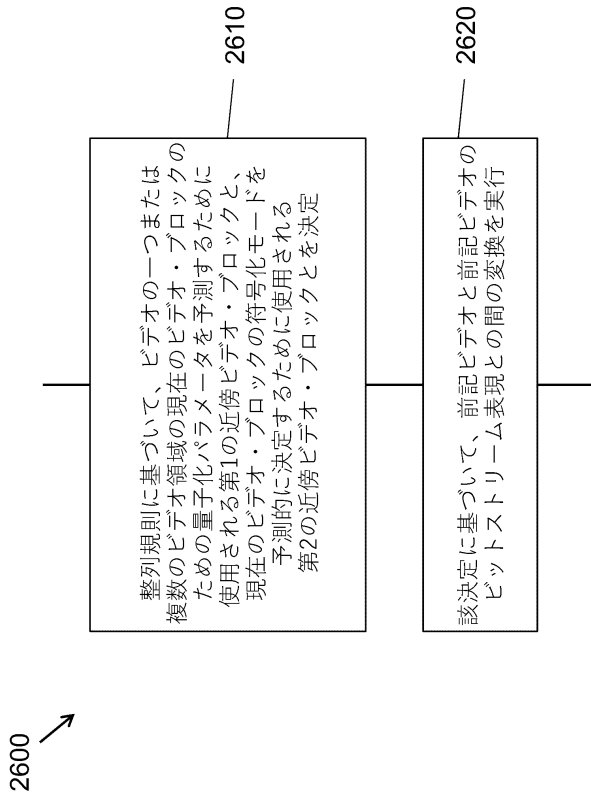 2600
2610
整列規則に基づいて、ビデオの一つまたは
複数のビデオ領域の現在のビデオ・ブロックの
ための量子化パラメータを予測するために
使用される第1の近傍ビデオ・ブロックと、
現在のビデオ・ブロックの符号化モードを
予測的に決定するために使用される
第2の近傍ビデオ・ブロックとを決定
2620
該決定に基づいて、前記ビデオと前記ビデオの
ビットストリーム表現との間の変換を実行